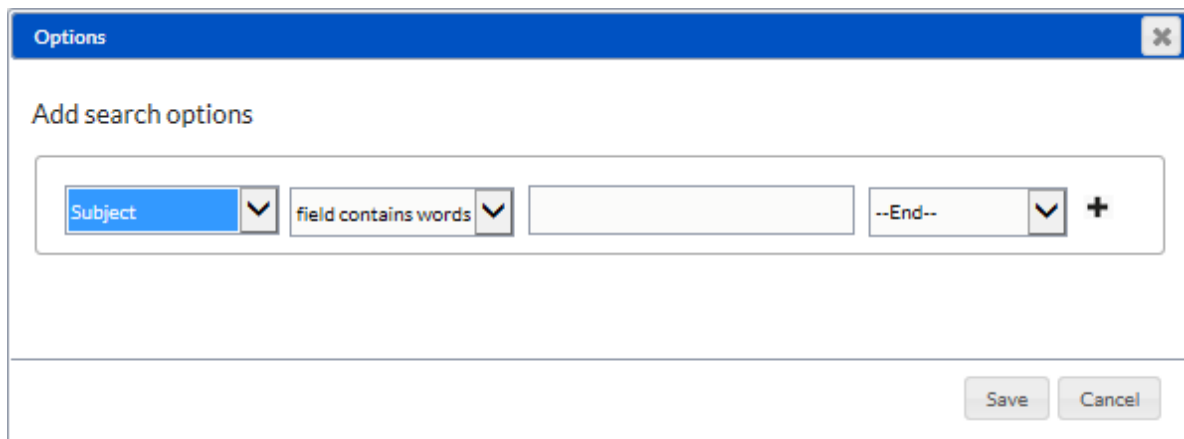 Options
Add search options
Subject field contains words --End--
Save Cancel